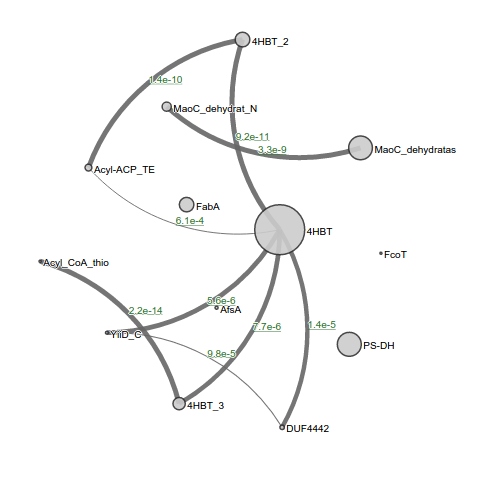 4HBT_2
1.4e-10
MaoC_dehydrat_N
9.2e-11
3.3e-9
MaoC_dehydratas
Acyl-ACP_TE
FabA
6.1e-4
4HBT
FcoT
Acyl_CoA_thio
5.6e-6
2.2e-14
AfsA
7.7e-6
1.4e-5
YiiD_C
PS-DH
9.8e-5
4HBT_3
DUF4442